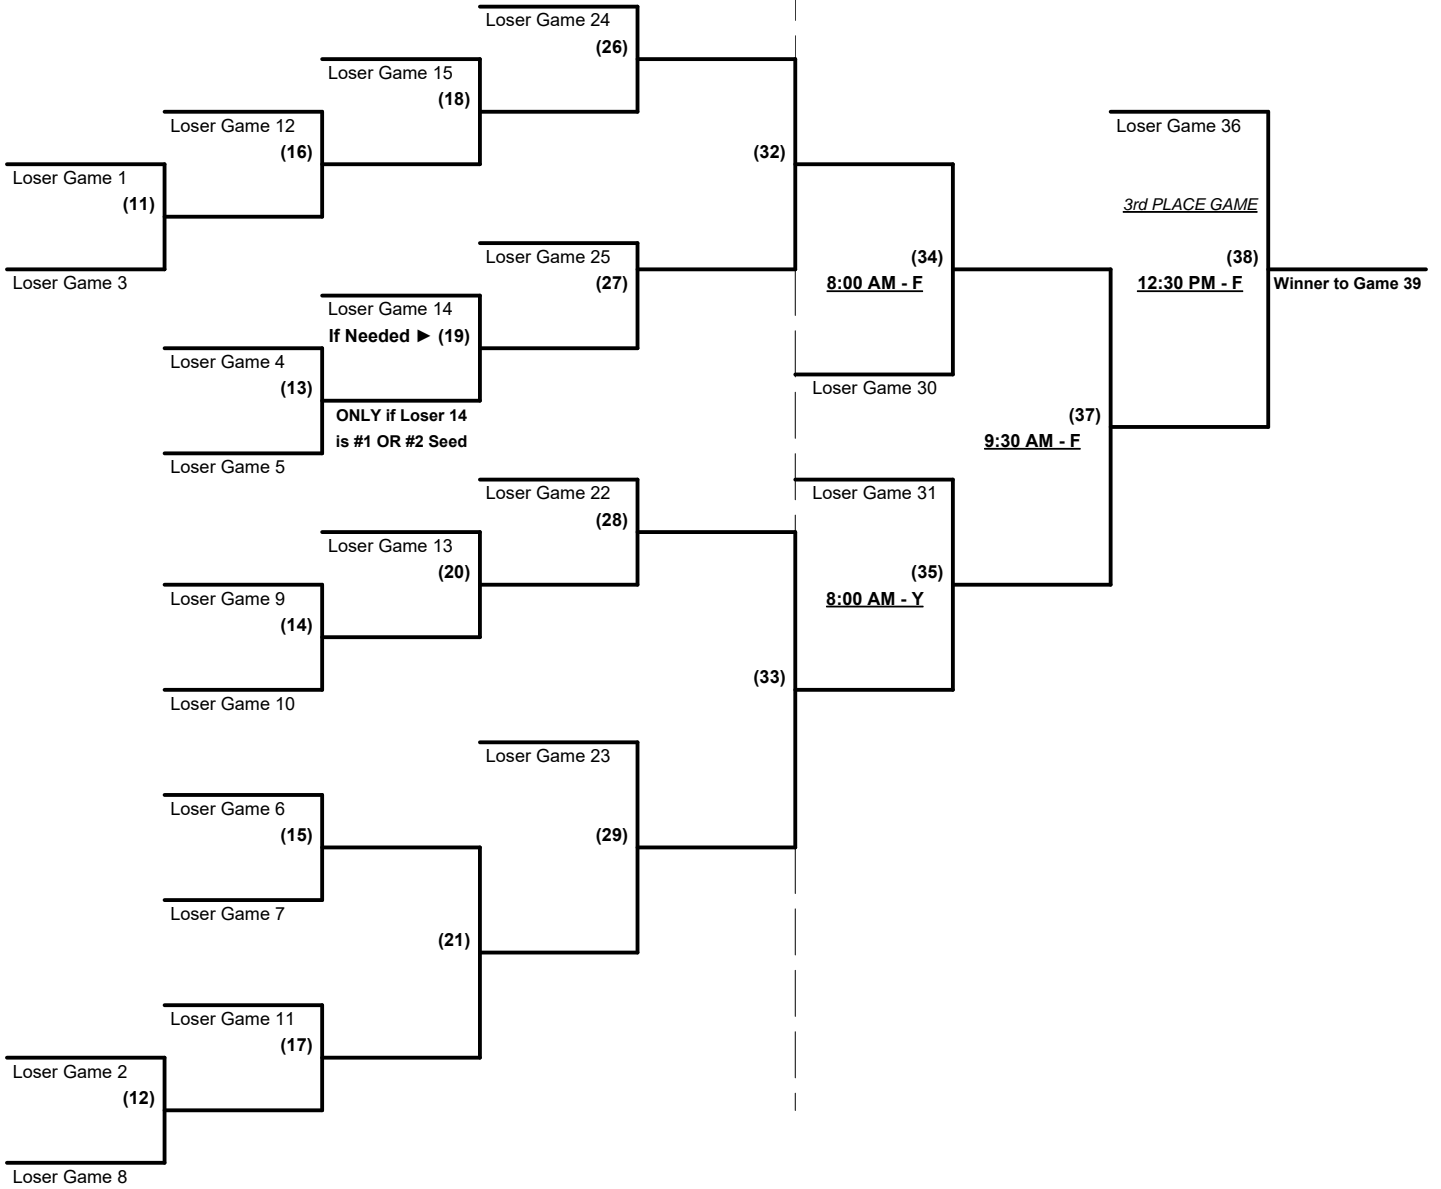 Loser Game 24
(26)
Loser Game 15
(18)
Loser Game 12
(16)
(32)
Loser Game 36
Loser Game 1
(11)
3rd PLACE GAME
Loser Game 25
(27)
(34)
(38)
Loser Game 3
8:00 AM - F
12:30 PM - F
Winner to Game 39
Loser Game 14
If Needed ► (19)
Loser Game 4
(13)
Loser Game 30
ONLY if Loser 14
is #1 OR #2 Seed
(37)
9:30 AM - F
Loser Game 5
Loser Game 22
(28)
Loser Game 31
Loser Game 13
(20)
(35)
Loser Game 9
(14)
8:00 AM - Y
(33)
Loser Game 10
Loser Game 23
Loser Game 6
(15)
(29)
Loser Game 7
(21)
Loser Game 11
(17)
Loser Game 2
(12)
Loser Game 8